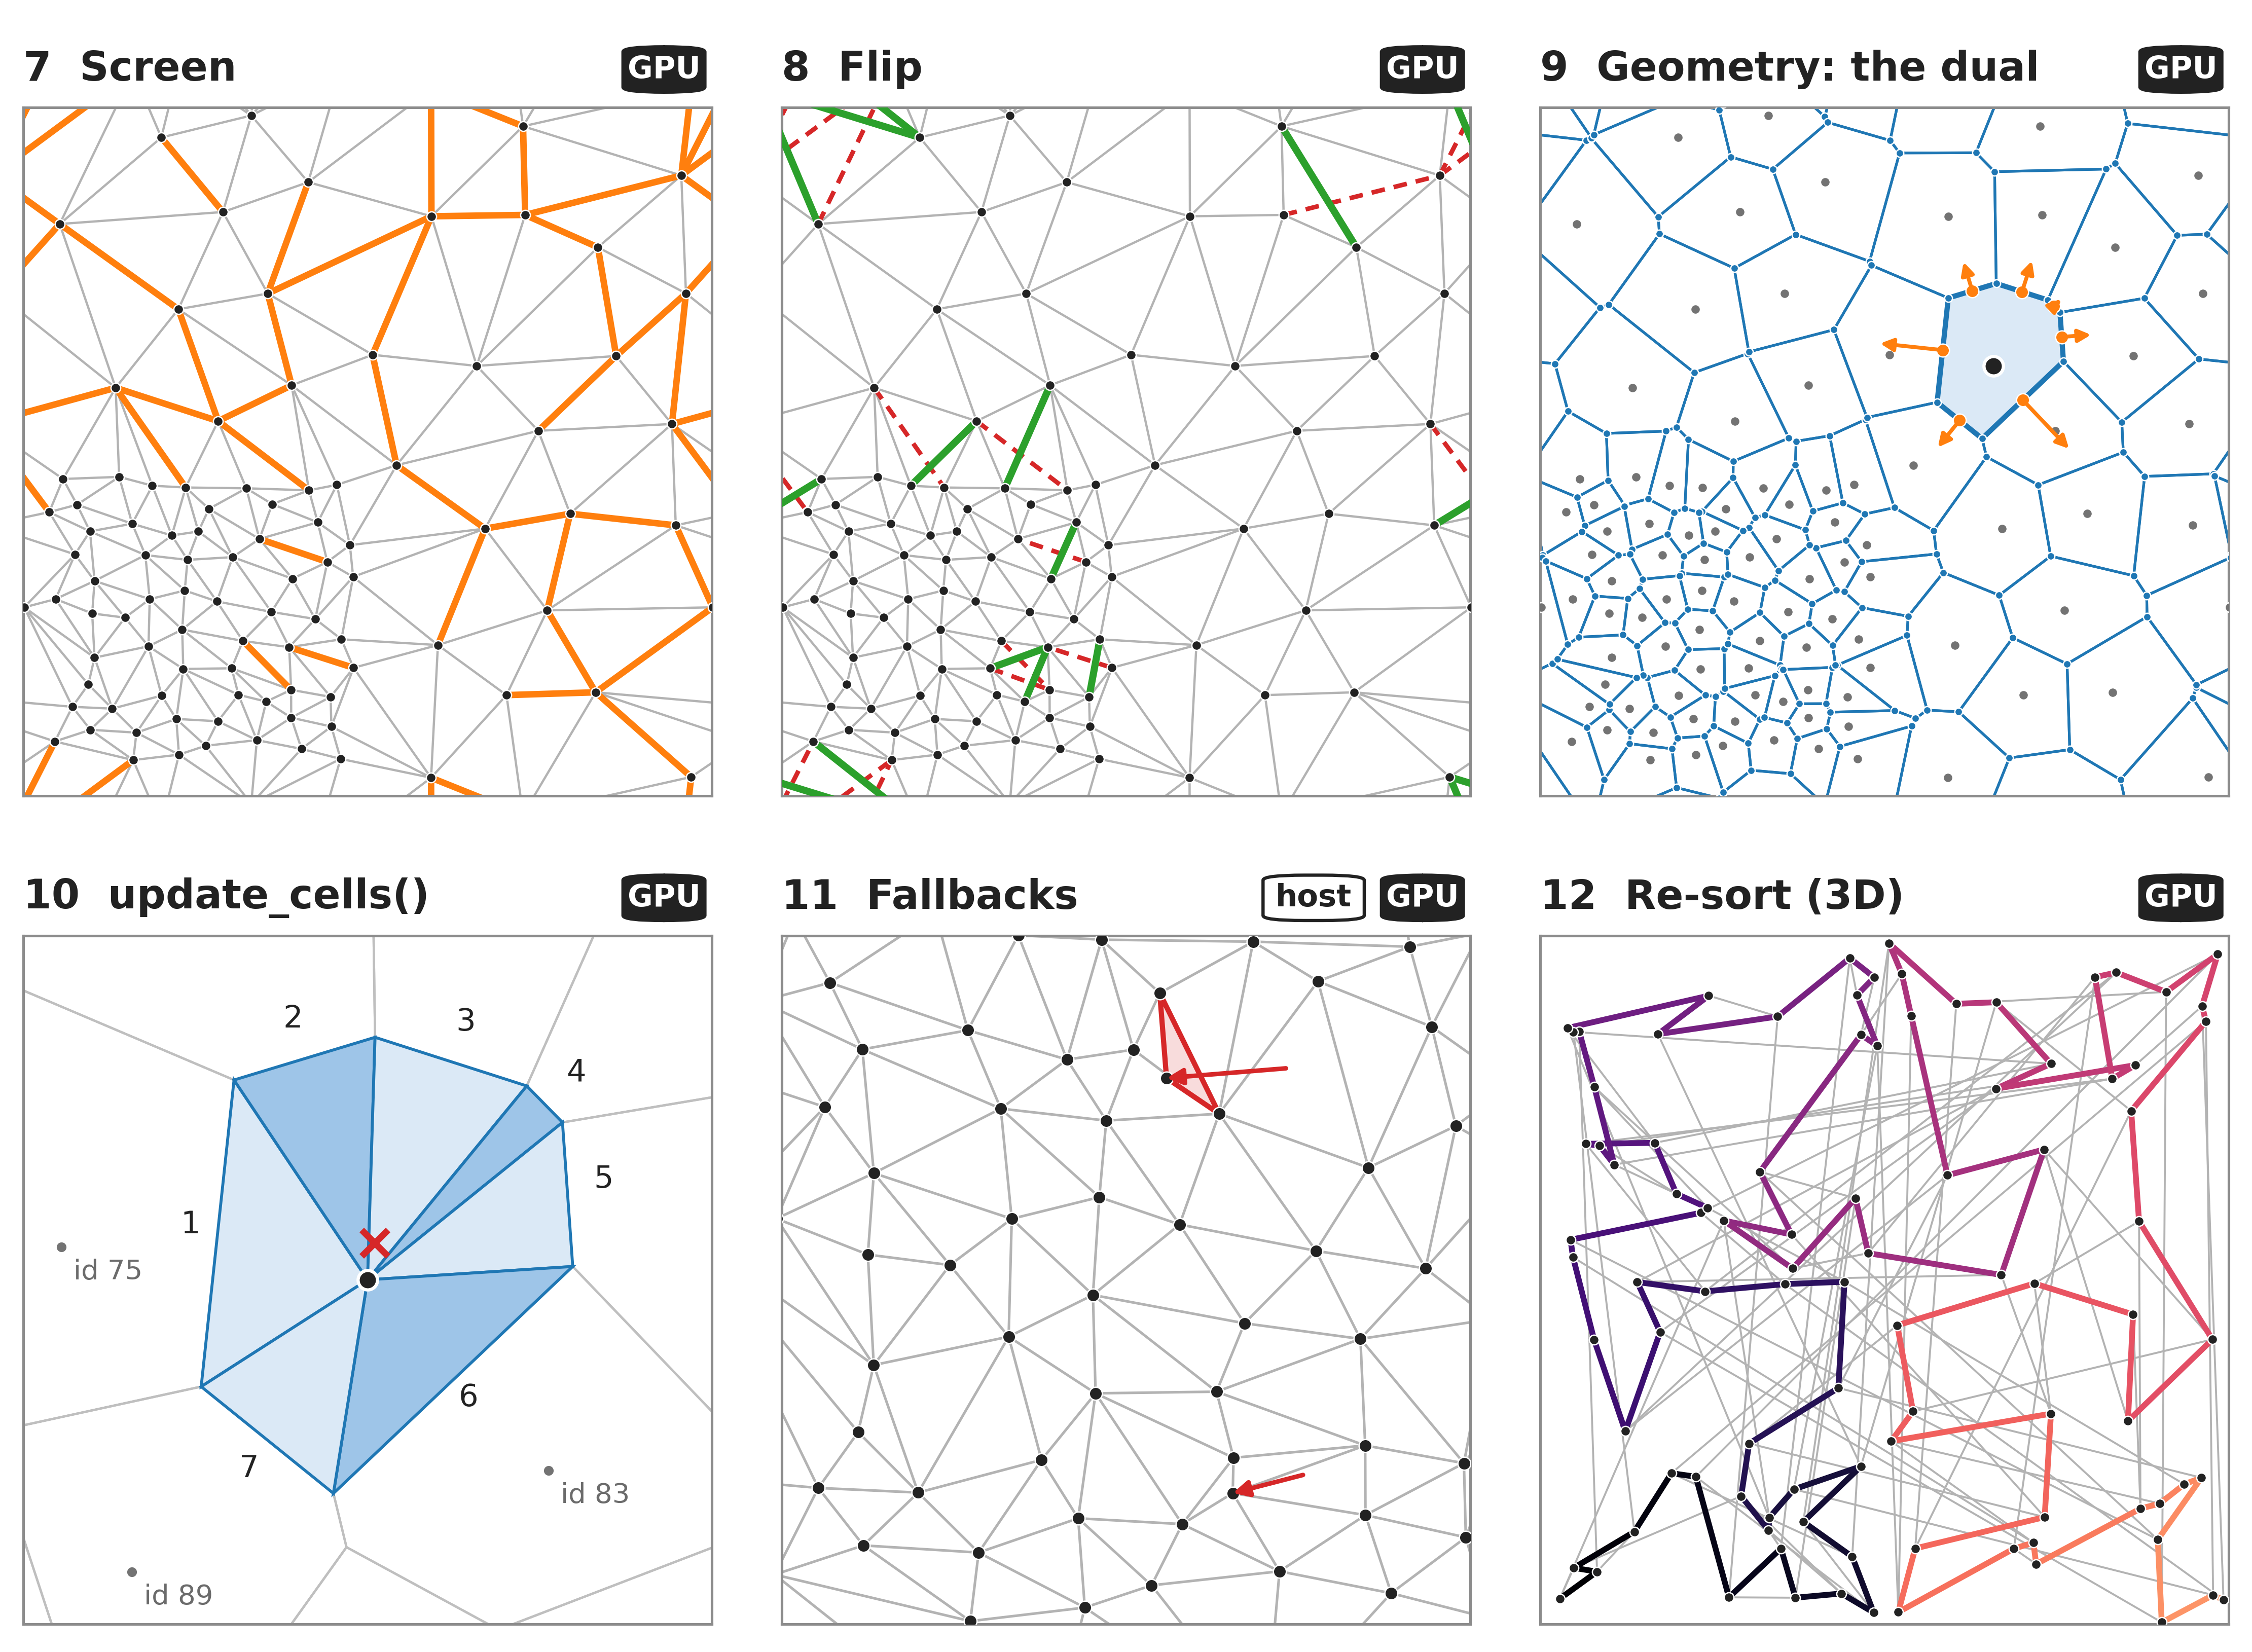 7 Screen GPU
8 Flip GPU
9 Geometry: the dual GPU
10 update_cells() GPU
2
3
4
5
1
id 75
6
7
id 83
id 89
11 Fallbacks host GPU
12 Re-sort (3D) GPU